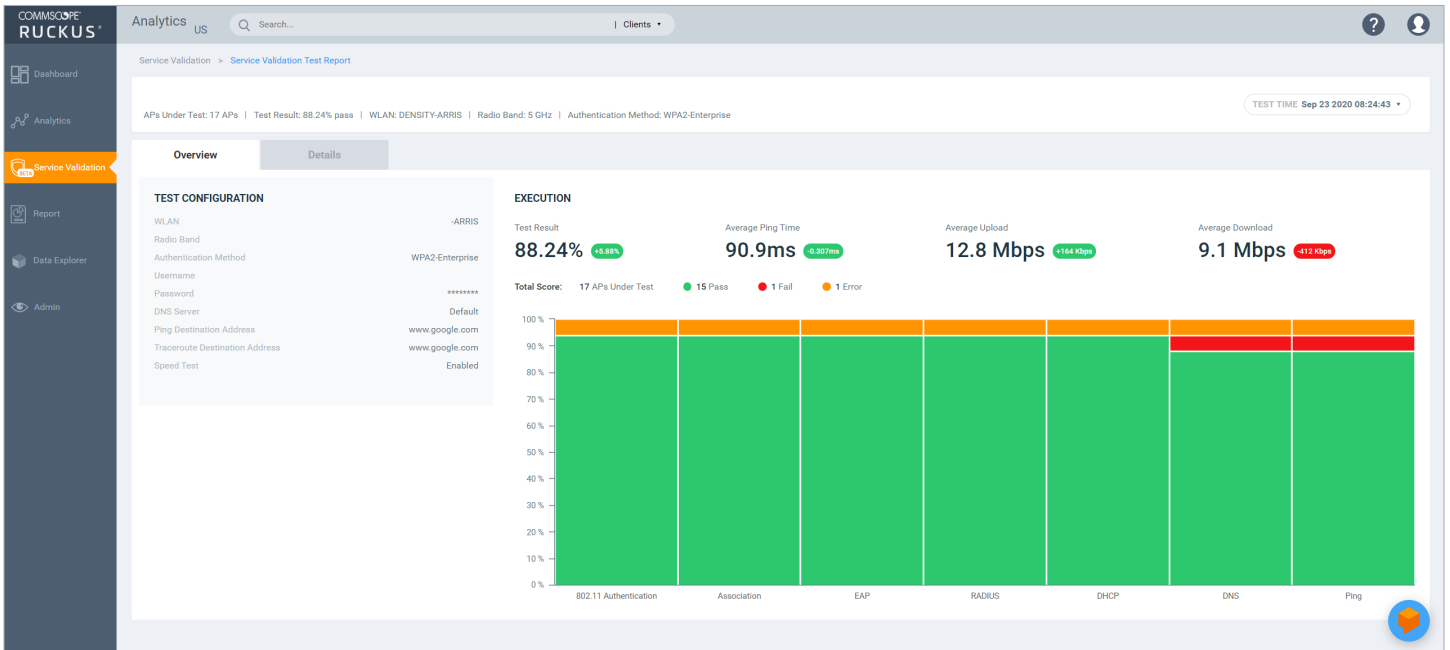 COMMSCOPE®
RUCKUS®
Analytics US
Search...
| Clients
?
Dashboard
Analytics
Service Validation
BETA
Report
Data Explorer
Admin
Service Validation > Service Validation Test Report
APs Under Test: 17 APs | Test Result: 88.24% pass | WLAN: DENSITY-ARRIS | Radio Band: 5 GHz | Authentication Method: WPA2-Enterprise
TEST TIME Sep 23 2020 08:24:43
Overview
Details
TEST CONFIGURATION
WLAN -ARRIS
Radio Band
Authentication Method WPA2-Enterprise
Username
Password ********
DNS Server Default
Ping Destination Address www.google.com
Traceroute Destination Address www.google.com
Speed Test Enabled
EXECUTION
Test Result
88.24% +5.88%
Average Ping Time
90.9ms -0.307ms
Average Upload
12.8 Mbps +164 Kbps
Average Download
9.1 Mbps -412 Kbps
Total Score: 17 APs Under Test 15 Pass 1 Fail 1 Error
100 %
90 %
80 %
70 %
60 %
50 %
40 %
30 %
20 %
10 %
0 %
802.11 Authentication Association EAP RADIUS DHCP DNS Ping